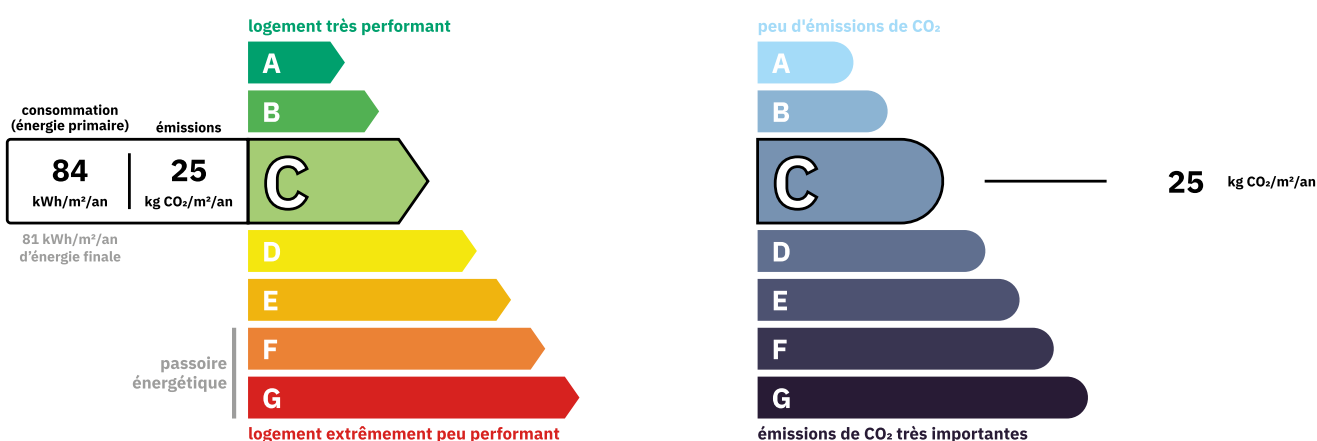 logement très performant
A
B
consommation
(énergie primaire)
émissions
84
kWh/m²/an
25
kg CO₂/m²/an
C
81 kWh/m²/an
d'énergie finale
D
E
passoire
énergétique
F
G
logement extrêmement peu performant
peu d'émissions de CO₂
A
B
C
25 kg CO₂/m²/an
D
E
F
G
émissions de CO₂ très importantes